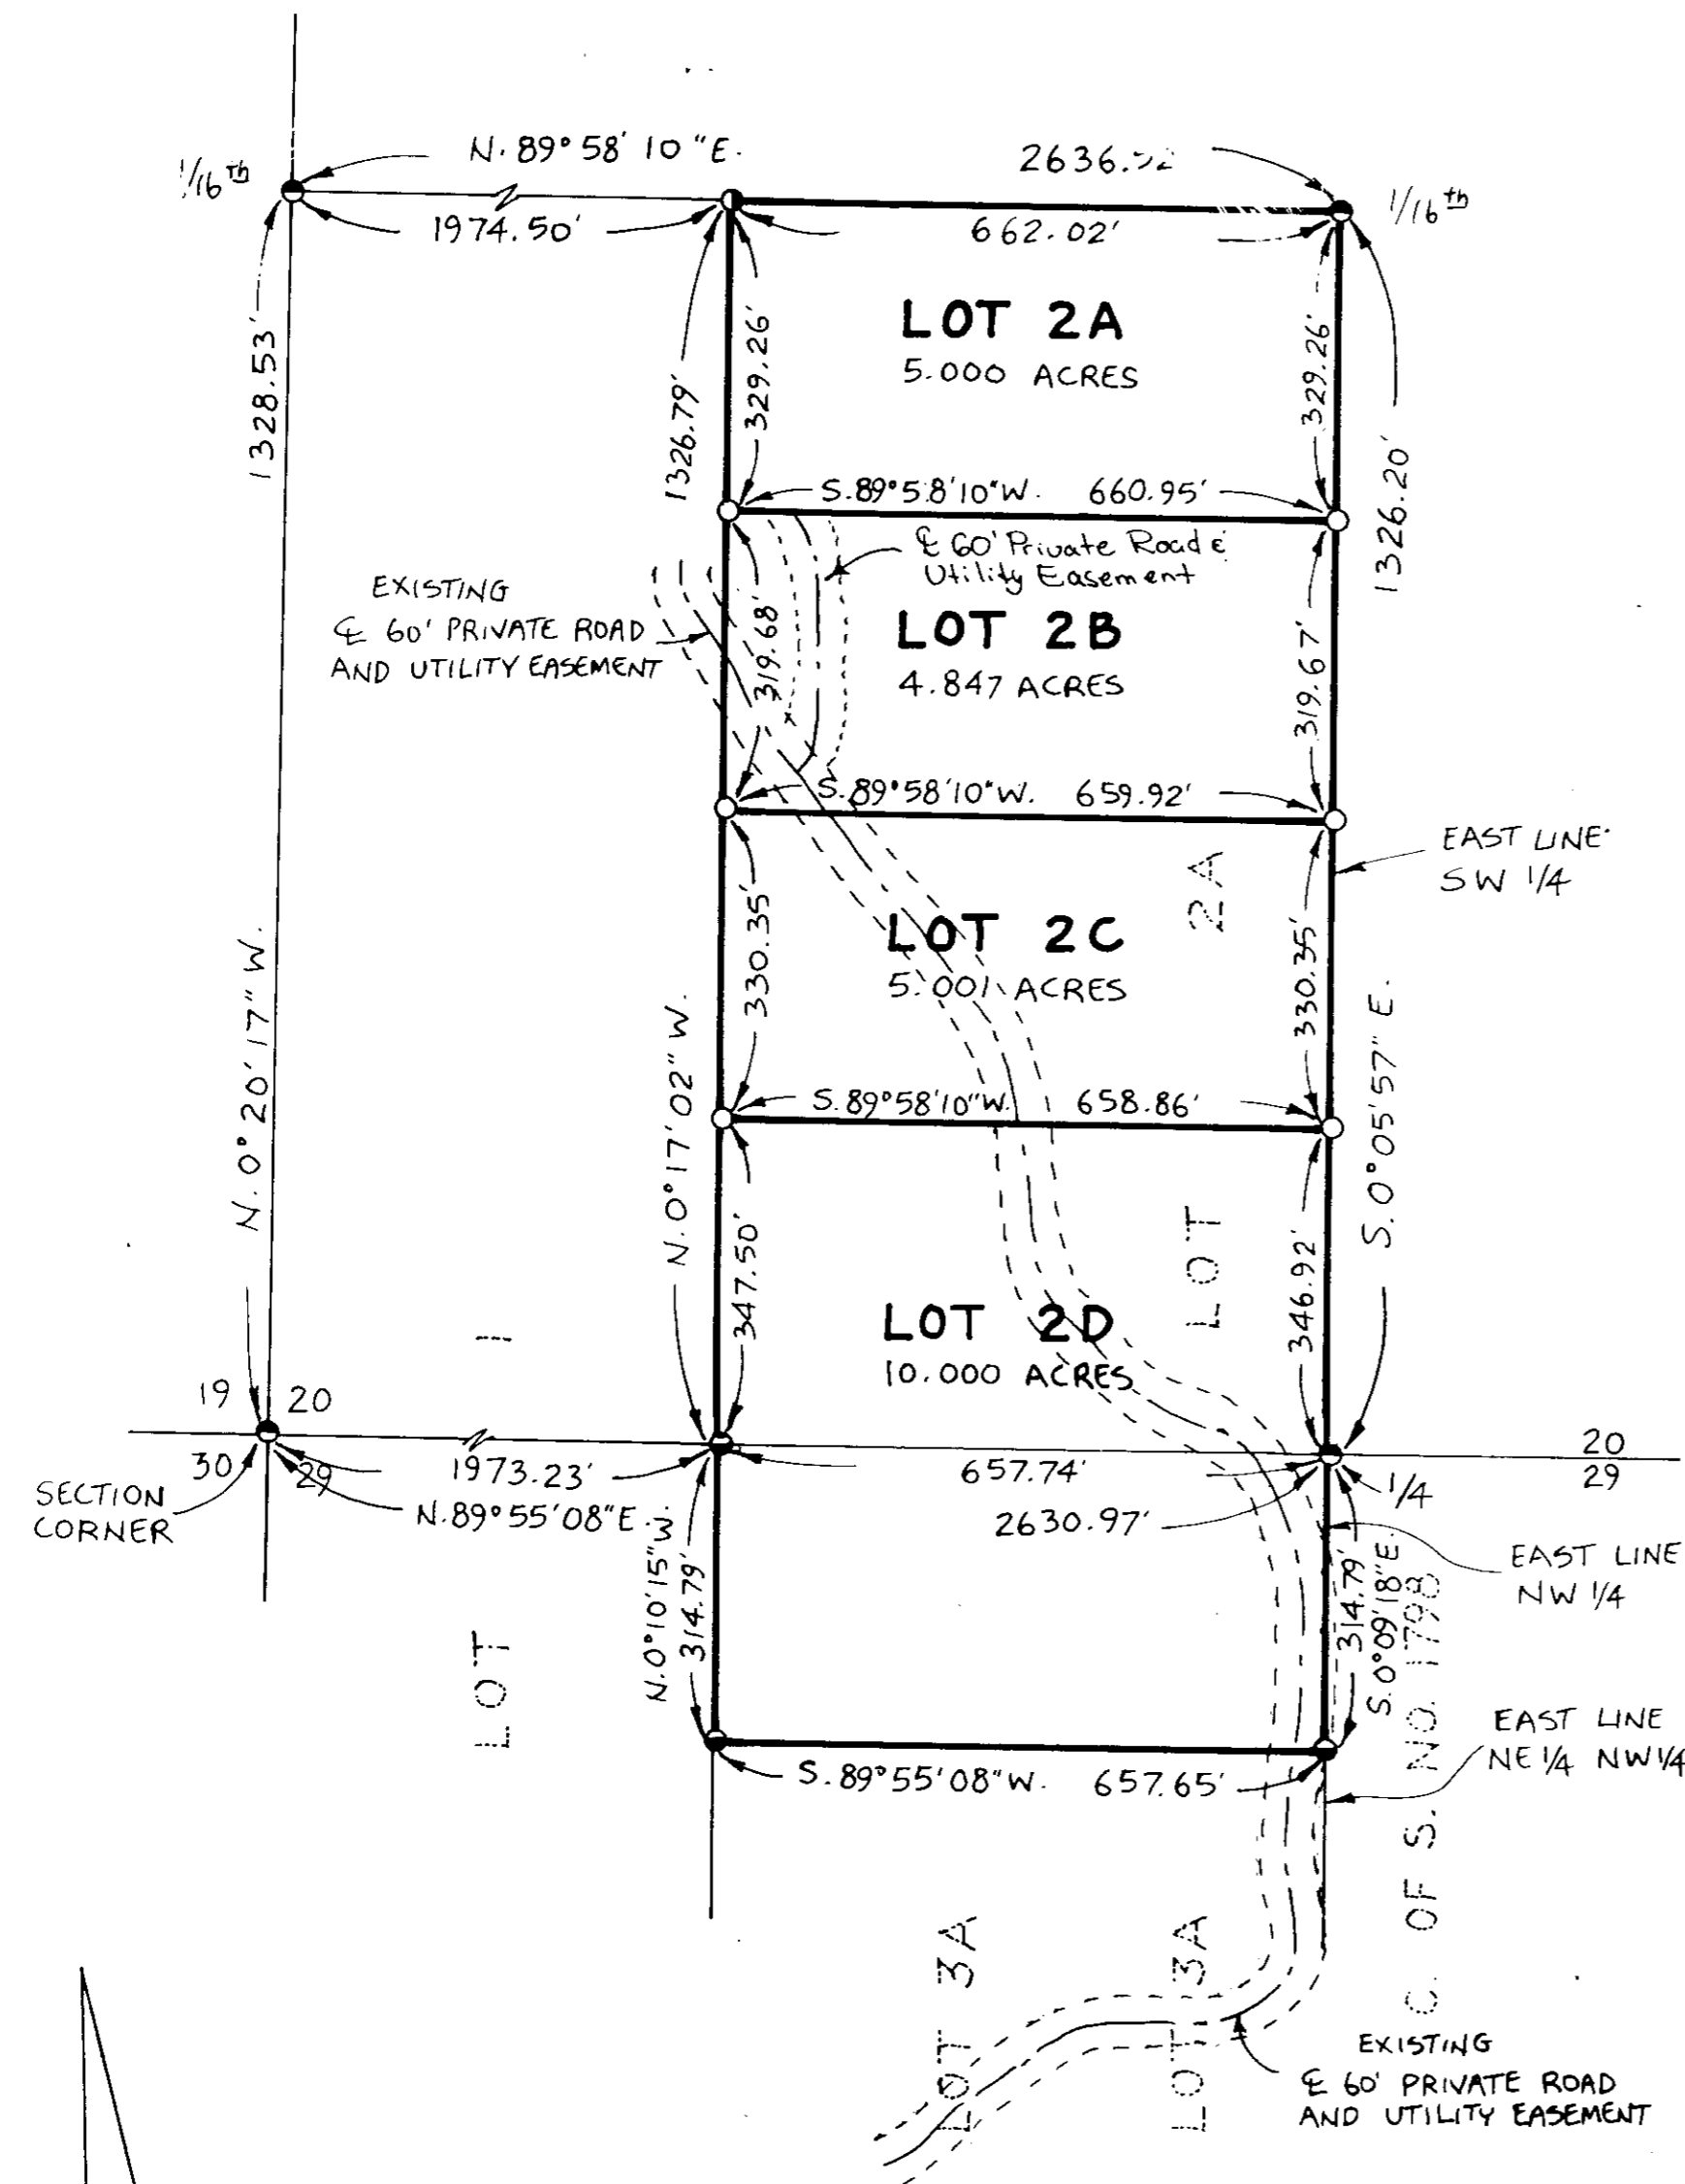 N. 89° 58' 10 "E.
1/16 th
1974.50'
662.02'
1/16 th
1328.53'
LOT 2A
5.000 ACRES
1326.79'
329.26'
329.26'
1326.20'
S. 89°58'10"W. 660.95'
℄ 60' Private Road &
Utility Easement
EXISTING
℄ 60' PRIVATE ROAD
AND UTILITY EASEMENT
319.68'
LOT 2B
4.847 ACRES
319.67'
S. 89°58'10"W. 659.92'
EAST LINE
SW 1/4
2A
LOT 2C
5.001 ACRES
330.35'
330.35'
N. 0° 20' 17" W.
N. 0° 17' 02" W.
S. 0° 05' 57" E.
S. 89°58'10"W. 658.86'
347.50'
LOT
346.92'
LOT 2D
10.000 ACRES
1
19 20
30 29
SECTION
CORNER
1973.23'
N. 89° 55' 08" E.
657.74'
2630.97'
1/4
20
29
EAST LINE
NW 1/4
N. 0° 10' 15" W.
314.79'
314.79'
S. 0° 09' 18" E.
LOT
S. 89° 55' 08" W. 657.65'
EAST LINE
NE 1/4 NW 1/4
C. OF S. NO. 1798
LOT 3A
LOT 3A
EXISTING
℄ 60' PRIVATE ROAD
AND UTILITY EASEMENT